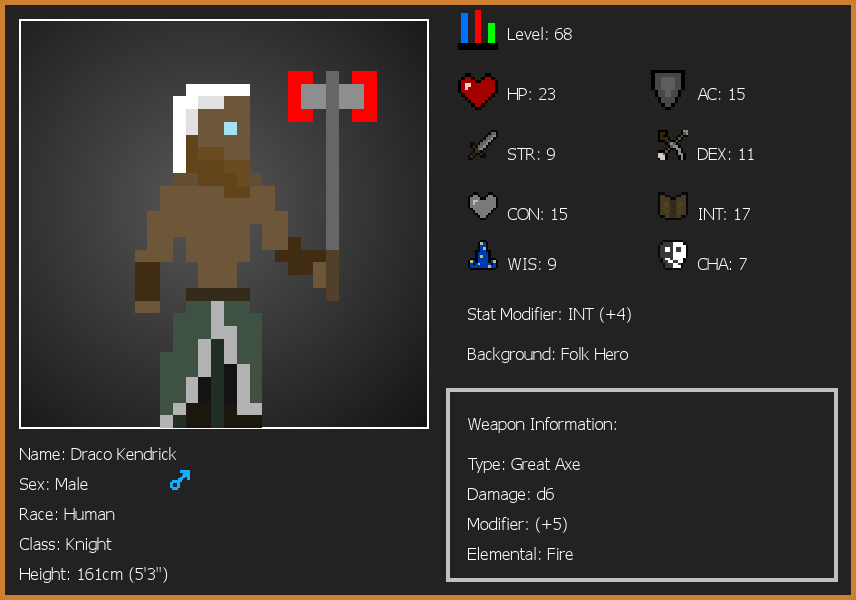 Level: 68
HP: 23
AC: 15
STR: 9
DEX: 11
CON: 15
INT: 17
WIS: 9
CHA: 7
Stat Modifier: INT (+4)
Background: Folk Hero
Weapon Information:
Type: Great Axe
Damage: d6
Modifier: (+5)
Elemental: Fire
Name: Draco Kendrick
Sex: Male
Race: Human
Class: Knight
Height: 161cm (5'3")